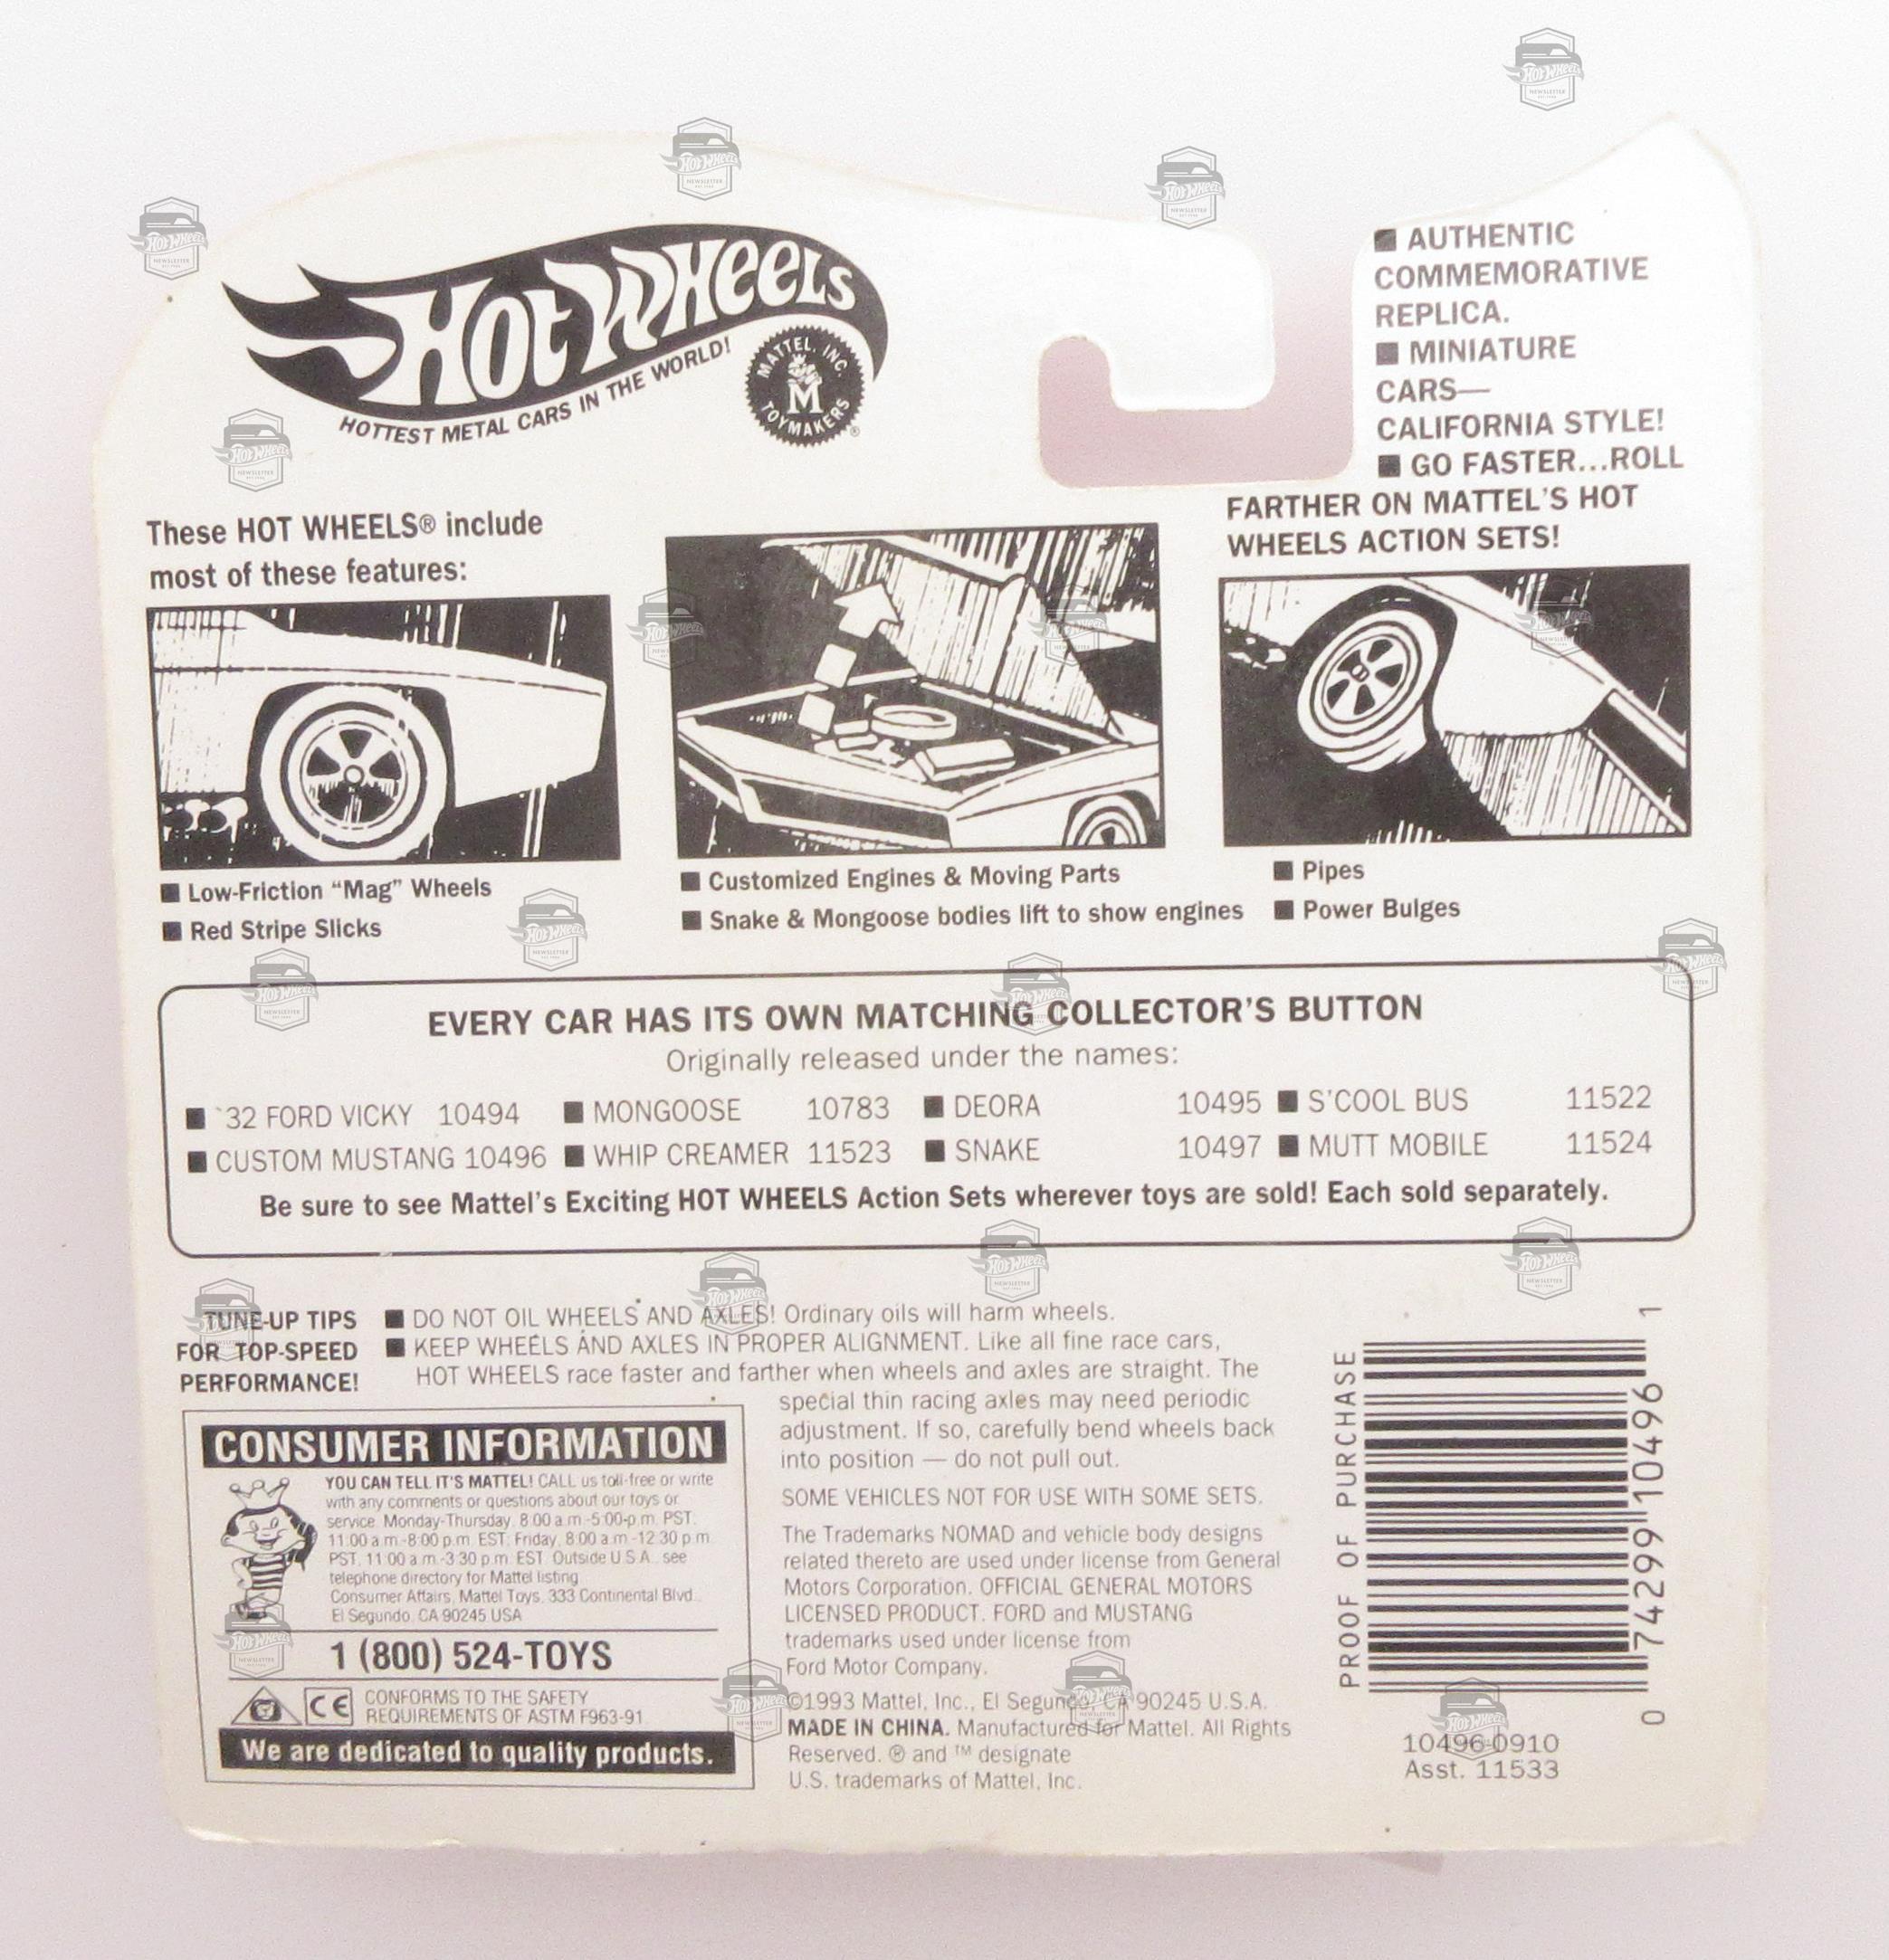 HOT WHEELS
HOTTEST METAL CARS IN THE WORLD!
MATTEL, INC.
M
TOYMAKERS
®
■ AUTHENTIC
COMMEMORATIVE
REPLICA.
■ MINIATURE
CARS—
CALIFORNIA STYLE!
■ GO FASTER...ROLL
FARTHER ON MATTEL'S HOT
WHEELS ACTION SETS!
These HOT WHEELS® include
most of these features:
■ Low-Friction “Mag” Wheels
■ Red Stripe Slicks
■ Customized Engines & Moving Parts
■ Snake & Mongoose bodies lift to show engines
■ Pipes
■ Power Bulges
EVERY CAR HAS ITS OWN MATCHING COLLECTOR'S BUTTON
Originally released under the names:
■ `32 FORD VICKY 10494 ■ MONGOOSE 10783 ■ DEORA 10495 ■ S'COOL BUS 11522
■ CUSTOM MUSTANG 10496 ■ WHIP CREAMER 11523 ■ SNAKE 10497 ■ MUTT MOBILE 11524
Be sure to see Mattel's Exciting HOT WHEELS Action Sets wherever toys are sold! Each sold separately.
TUNE-UP TIPS
FOR TOP-SPEED
PERFORMANCE!
■ DO NOT OIL WHEELS AND AXLES! Ordinary oils will harm wheels.
■ KEEP WHEELS AND AXLES IN PROPER ALIGNMENT. Like all fine race cars,
HOT WHEELS race faster and farther when wheels and axles are straight. The
special thin racing axles may need periodic
adjustment. If so, carefully bend wheels back
into position — do not pull out.
SOME VEHICLES NOT FOR USE WITH SOME SETS.
The Trademarks NOMAD and vehicle body designs
related thereto are used under license from General
Motors Corporation. OFFICIAL GENERAL MOTORS
LICENSED PRODUCT. FORD and MUSTANG
trademarks used under license from
Ford Motor Company.
©1993 Mattel, Inc., El Segundo, CA 90245 U.S.A.
MADE IN CHINA. Manufactured for Mattel. All Rights
Reserved. ® and ™ designate
U.S. trademarks of Mattel, Inc.
CONSUMER INFORMATION
YOU CAN TELL IT'S MATTEL! CALL us toll-free or write
with any comments or questions about our toys or
service. Monday-Thursday, 8:00 a.m.-5:00-p.m. PST.
11:00 a.m.-8:00 p.m. EST; Friday, 8:00 a.m.-12:30 p.m.
PST, 11:00 a.m.-3:30 p.m. EST. Outside U.S.A., see
telephone directory for Mattel listing.
Consumer Affairs, Mattel Toys, 333 Continental Blvd.,
El Segundo, CA 90245 USA
1 (800) 524-TOYS
CE
CONFORMS TO THE SAFETY
REQUIREMENTS OF ASTM F963-91.
We are dedicated to quality products.
PROOF OF PURCHASE
0 74299 10496 1
10496-0910
Asst. 11533
HOT WHEELS
NEWSLETTER